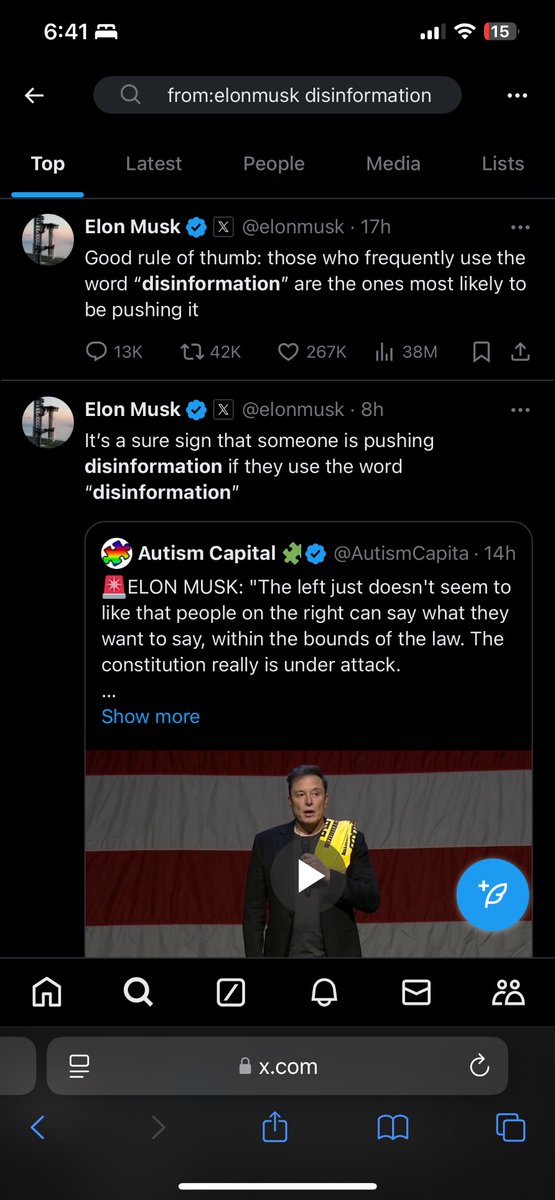 6:41
15
from:elonmusk disinformation
Top Latest People Media Lists
Elon Musk @elonmusk · 17h
Good rule of thumb: those who frequently use the
word “disinformation” are the ones most likely to
be pushing it
13K 42K 267K 38M
Elon Musk @elonmusk · 8h
It’s a sure sign that someone is pushing
disinformation if they use the word
“disinformation”
Autism Capital @AutismCapita · 14h
ELON MUSK: "The left just doesn't seem to
like that people on the right can say what they
want to say, within the bounds of the law. The
constitution really is under attack.
...
Show more
x.com